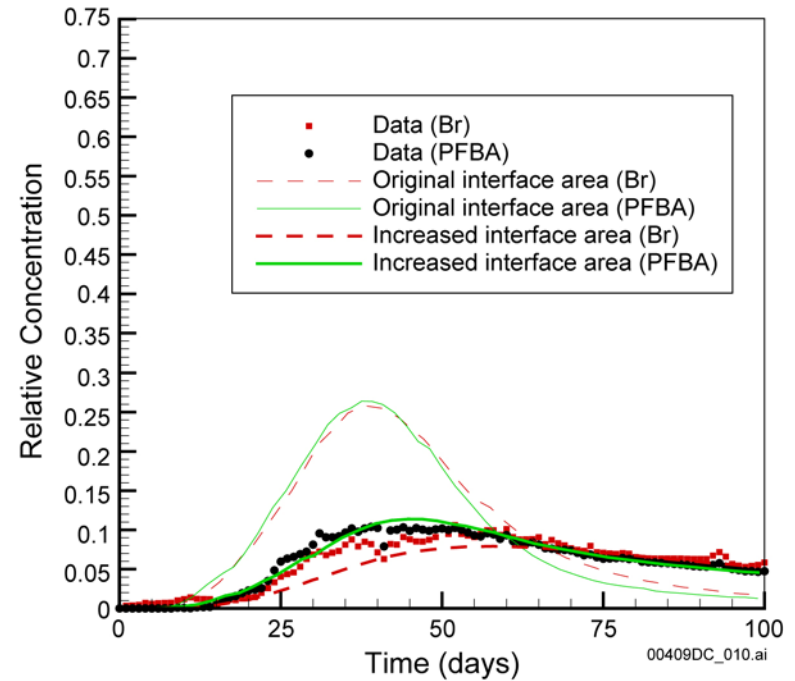 0.75
0.7
0.65
0.6
0.55
0.5
0.45
0.4
0.35
0.3
0.25
0.2
0.15
0.1
0.05
0
Relative Concentration
Data (Br)
Data (PFBA)
Original interface area (Br)
Original interface area (PFBA)
Increased interface area (Br)
Increased interface area (PFBA)
0 25 50 75 100
Time (days)
00409DC_010.ai